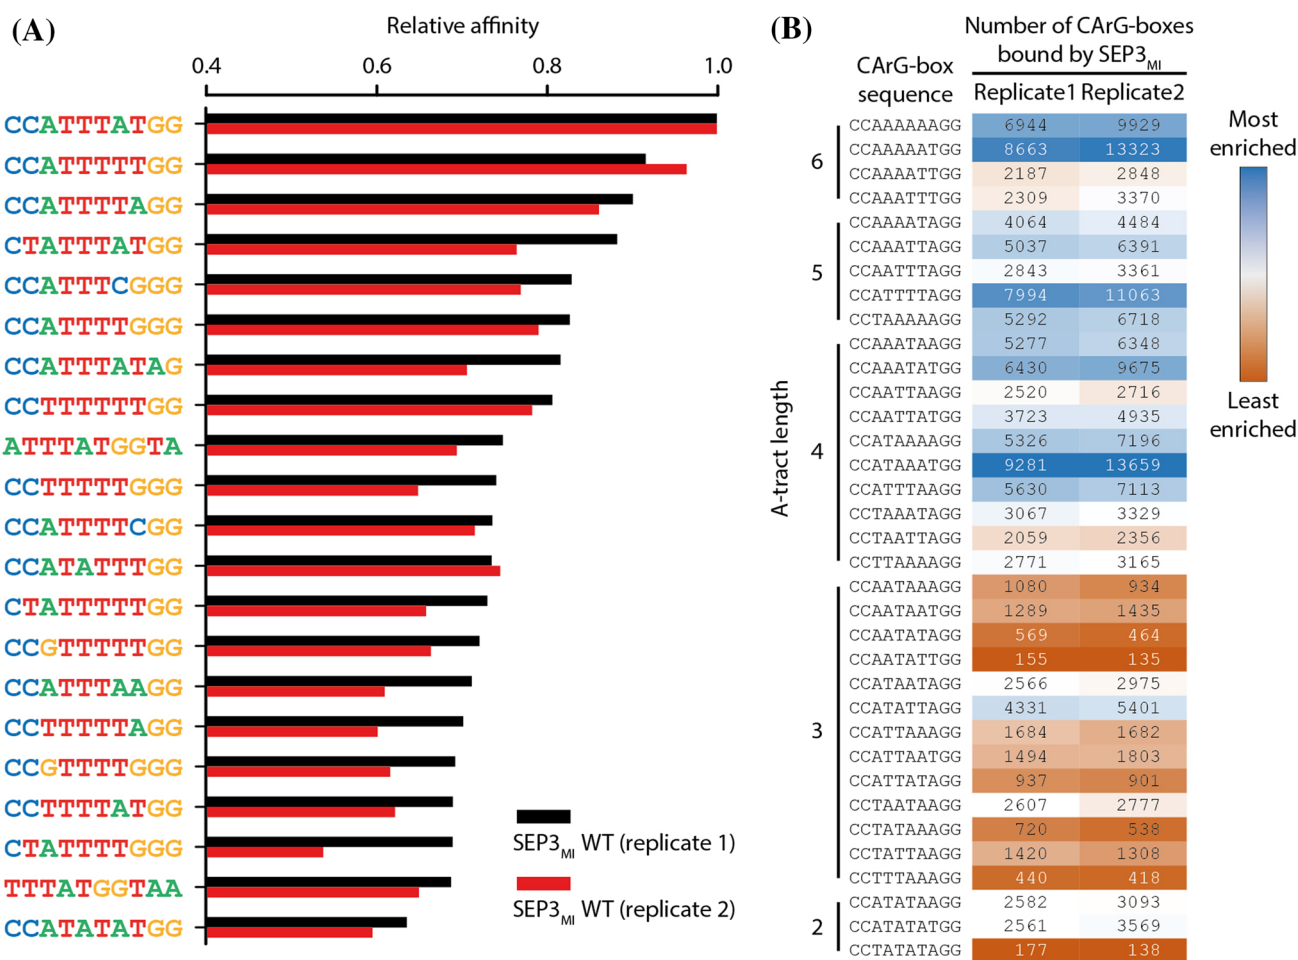 (A)
Relative affinity
0.4 0.6 0.8 1.0
CCATTTATGG
CCATTTTTGG
CCATTTTAGG
CTATTTATGG
CCATTTCGGG
CCATTTTGGG
CCATTTATAG
CCTTTTTTGG
ATTTATGGTA
CCTTTTTGGG
CCATTTTCGG
CCATATTTGG
CTATTTTTGG
CCGTTTTTGG
CCATTTAAGG
CCTTTTTAGG
CCGTTTTGGG
CCTTTTATGG
CTATTTTGGG
TTTATGGTAA
CCATATATGG
SEP3MI WT (replicate 1)
SEP3MI WT (replicate 2)
(B)
Number of CArG-boxes
bound by SEP3MI
CArG-box
sequence
Replicate1 Replicate2
A-tract length
6
CCAAAAAAGG 6944 9929
CCAAAAATGG 8663 13323
CCAAAATTGG 2187 2848
CCAAATTTGG 2309 3370
5
CCAAAATAGG 4064 4484
CCAAATTAGG 5037 6391
CCAATTTAGG 2843 3361
CCATTTTAGG 7994 11063
CCTAAAAAGG 5292 6718
4
CCAAATAAGG 5277 6348
CCAAATATGG 6430 9675
CCAATTAAGG 2520 2716
CCAATTATGG 3723 4935
CCATAAAAGG 5326 7196
CCATAAATGG 9281 13659
CCATTTAAGG 5630 7113
CCTAAATAGG 3067 3329
CCTAATTAGG 2059 2356
CCTTAAAAGG 2771 3165
3
CCAATAAAGG 1080 934
CCAATAATGG 1289 1435
CCAATATAGG 569 464
CCAATATTGG 155 135
CCATAATAGG 2566 2975
CCATATTAGG 4331 5401
CCATTAAAGG 1684 1682
CCATTAATGG 1494 1803
CCATTATAGG 937 901
CCTAATAAGG 2607 2777
CCTATAAAGG 720 538
CCTATTAAGG 1420 1308
CCTTTAAAGG 440 418
2
CCATATAAGG 2582 3093
CCATATATGG 2561 3569
CCTATATAGG 177 138
Most
enriched
Least
enriched